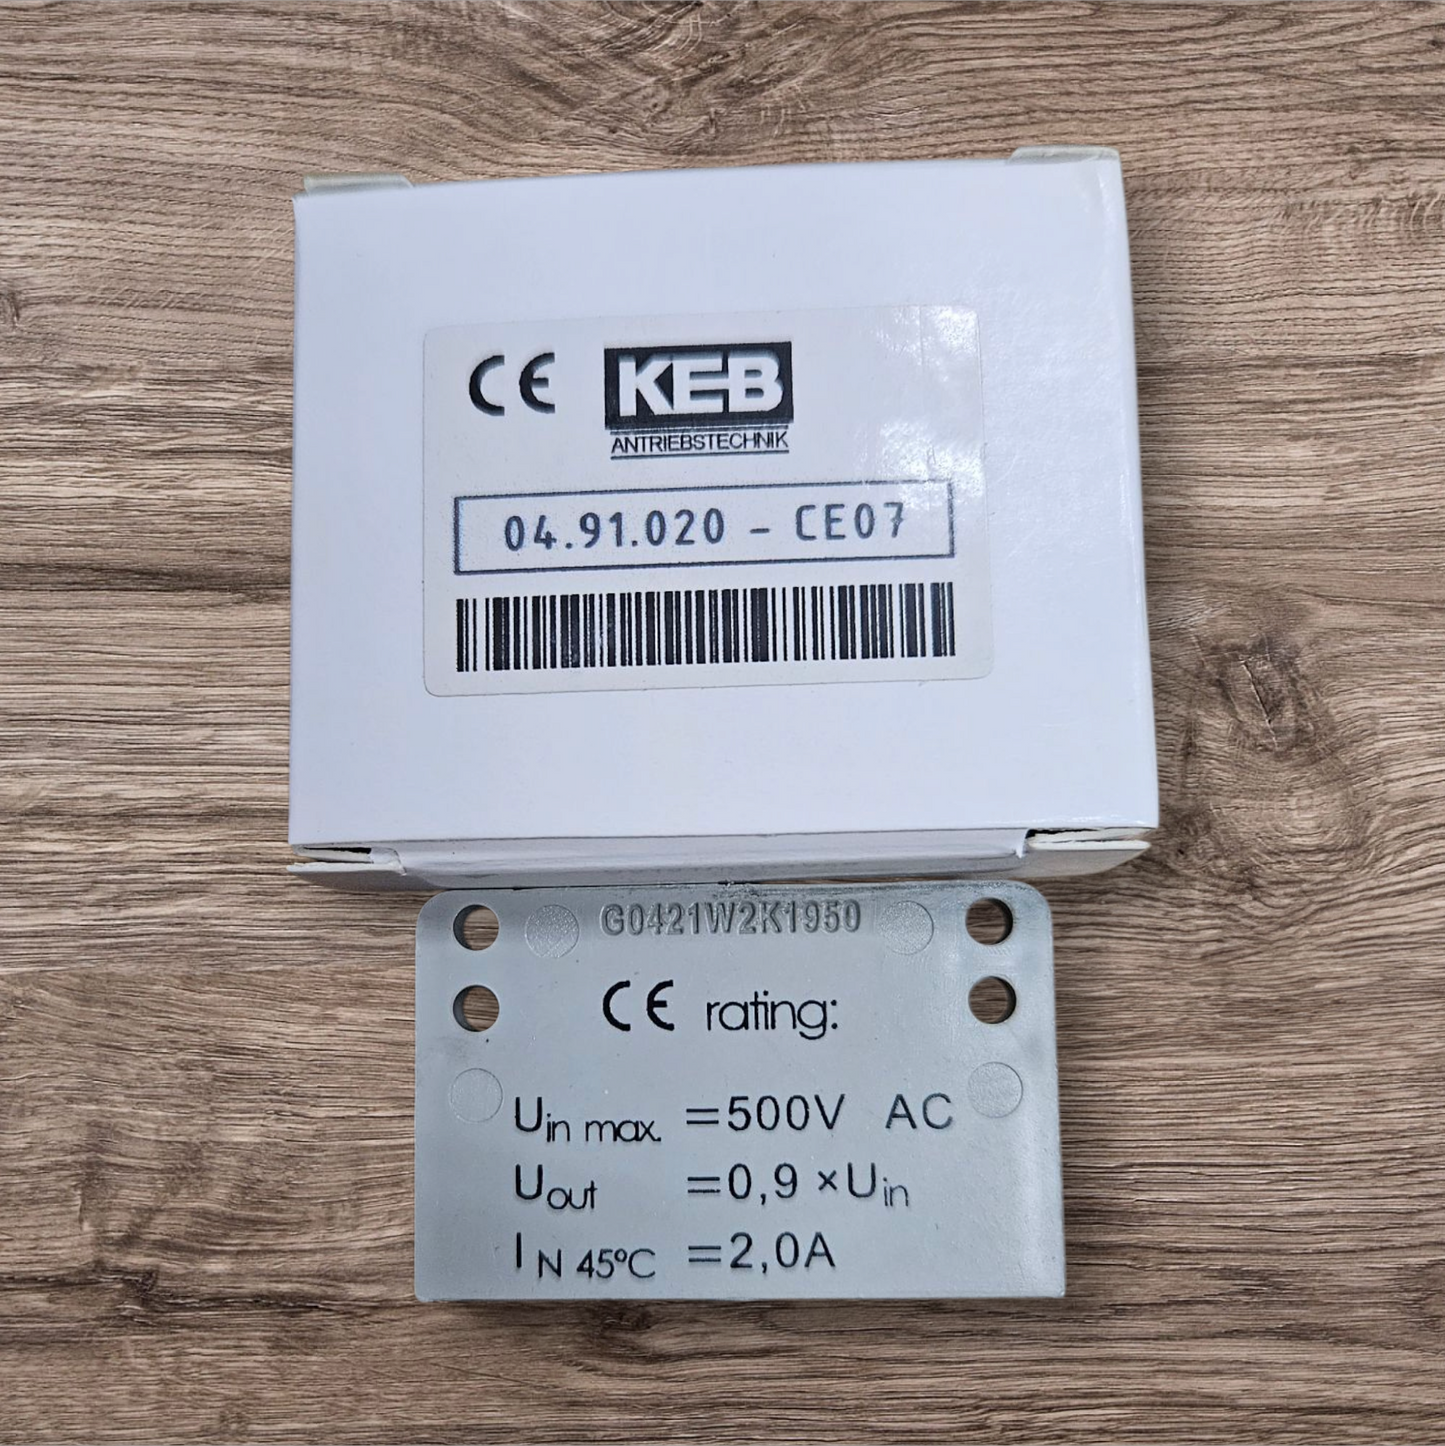 CE KEB
ANTRIEBSTECHNIK
04.91.020 - CE07
G0421W2K1950
CE rating:
Uin max. =500V AC
Uout =0,9 ×Uin
IN 45°C =2,0A